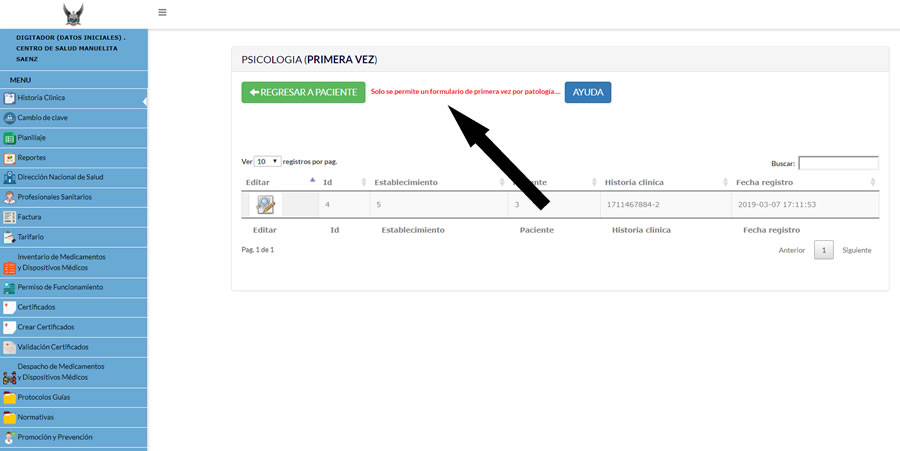 DIGITADOR (DATOS INICIALES) .
CENTRO DE SALUD MANUELITA
SAENZ
MENU
Historia Clinica
Cambio de clave
Planillaje
Reportes
Dirección Nacional de Salud
Profesionales Sanitarios
Factura
Tarifario
Inventario de Medicamentos
y Dispositivos Médicos
Permiso de Funcionamiento
Certificados
Crear Certificados
Validación Certificados
Despacho de Medicamentos
y Dispositivos Médicos
Protocolos Guías
Normativas
Promoción y Prevención
PSICOLOGIA (PRIMERA VEZ)
REGRESAR A PACIENTE Solo se permite un formulario de primera vez por patología.... AYUDA
Ver 10 registros por pag. Buscar:
Editar Id Establecimiento Historia clinica Fecha registro
4 5 3 1711467884-2 2019-03-07 17:11:53
Editar Id Establecimiento Paciente Historia clinica Fecha registro
Pag. 1 de 1 Anterior 1 Siguiente